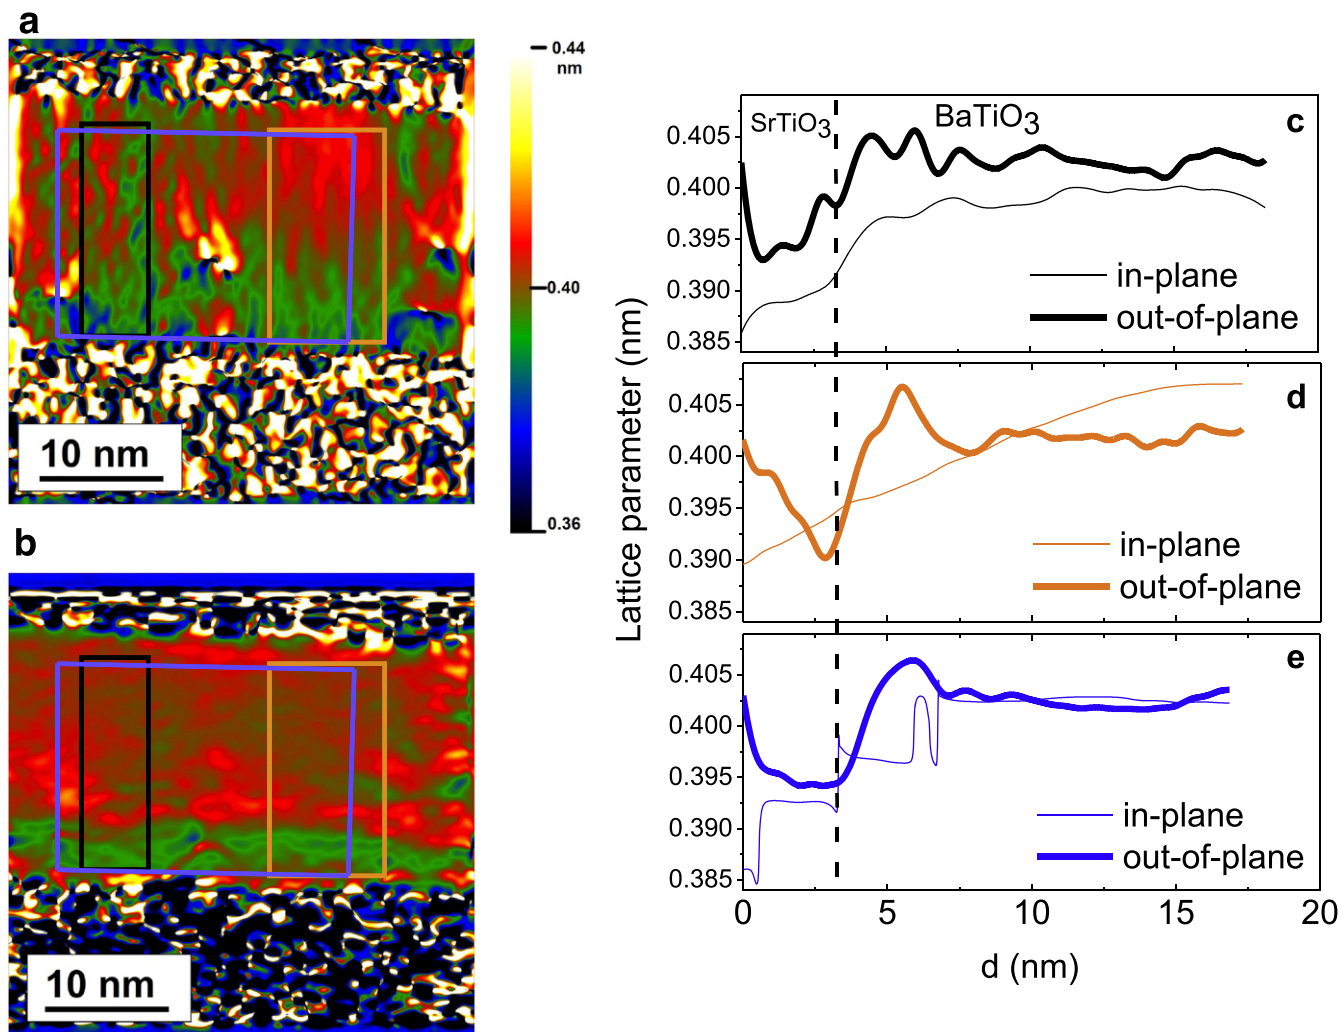 a
0.44
nm
0.40
0.36
10 nm
b
10 nm
Lattice parameter (nm)
SrTiO3
BaTiO3
c
0.405
0.400
0.395
0.390
0.385
in-plane
out-of-plane
d
0.405
0.400
0.395
0.390
0.385
in-plane
out-of-plane
e
0.405
0.400
0.395
0.390
0.385
in-plane
out-of-plane
0 5 10 15 20
d (nm)